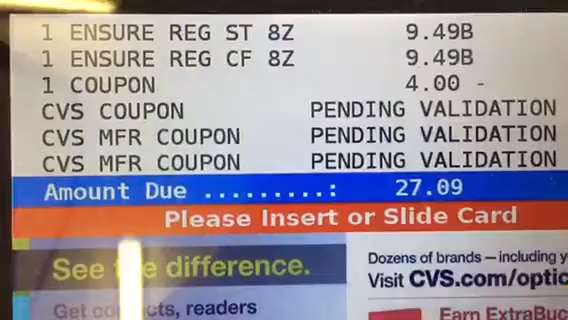 1 ENSURE REG ST 8Z 9.49B
1 ENSURE REG CF 8Z 9.49B
1 COUPON 4.00 -
CVS COUPON PENDING VALIDATION
CVS MFR COUPON PENDING VALIDATION
CVS MFR COUPON PENDING VALIDATION
Amount Due .........: 27.09
Please Insert or Slide Card
See the difference.
Get readers
Dozens of brands — including
Visit CVS.com/optic
Earn ExtraBuc